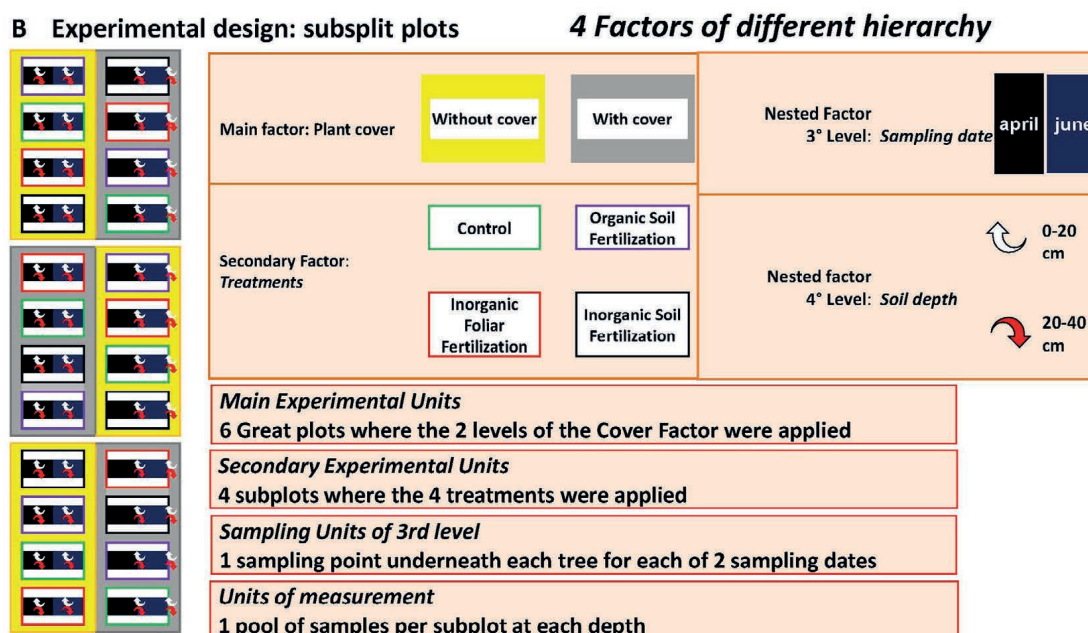 B Experimental design: subsplit plots
4 Factors of different hierarchy
Main factor: Plant cover
Without cover
With cover
Nested Factor
3° Level: Sampling date
april
june
Secondary Factor:
Treatments
Control
Organic Soil
Fertilization
Inorganic
Foliar
Fertilization
Inorganic Soil
Fertilization
Nested factor
4° Level: Soil depth
0-20
cm
20-40
cm
Main Experimental Units
6 Great plots where the 2 levels of the Cover Factor were applied
Secondary Experimental Units
4 subplots where the 4 treatments were applied
Sampling Units of 3rd level
1 sampling point underneath each tree for each of 2 sampling dates
Units of measurement
1 pool of samples per subplot at each depth